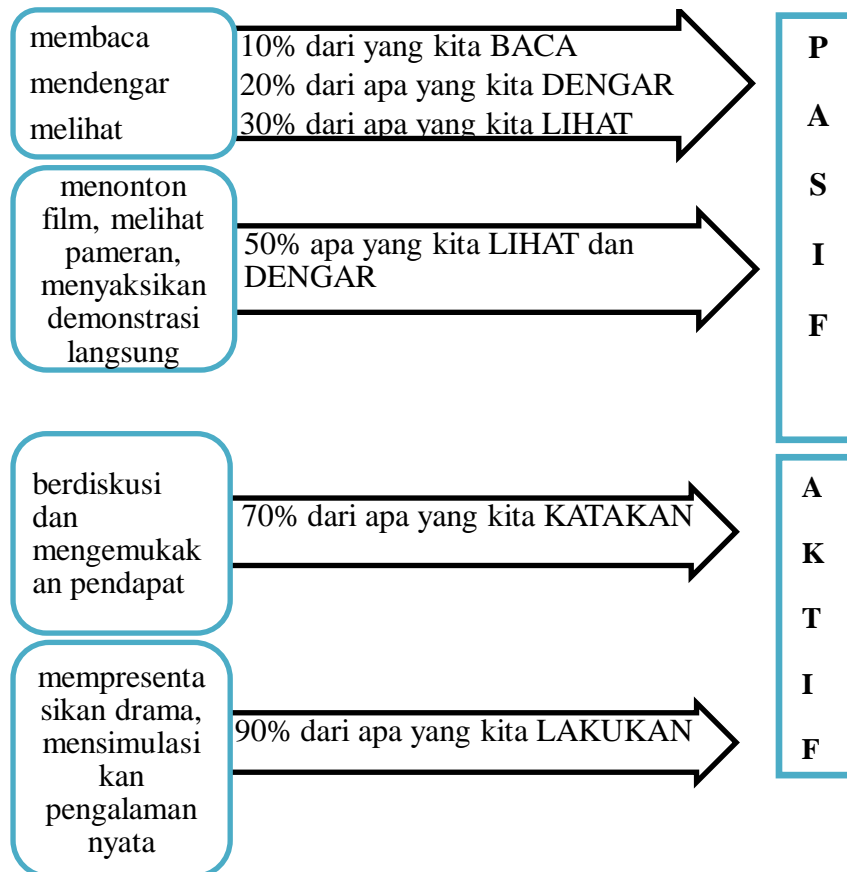 membaca
mendengar
melihat
10% dari yang kita BACA
20% dari apa yang kita DENGAR
30% dari apa yang kita LIHAT
menonton
film, melihat
pameran,
menyaksikan
demonstrasi
langsung
50% apa yang kita LIHAT dan
DENGAR
P
A
S
I
F
berdiskusi
dan
mengemukak
an pendapat
70% dari apa yang kita KATAKAN
mempresenta
sikan drama,
mensimulasi
kan
pengalaman
nyata
90% dari apa yang kita LAKUKAN
A
K
T
I
F